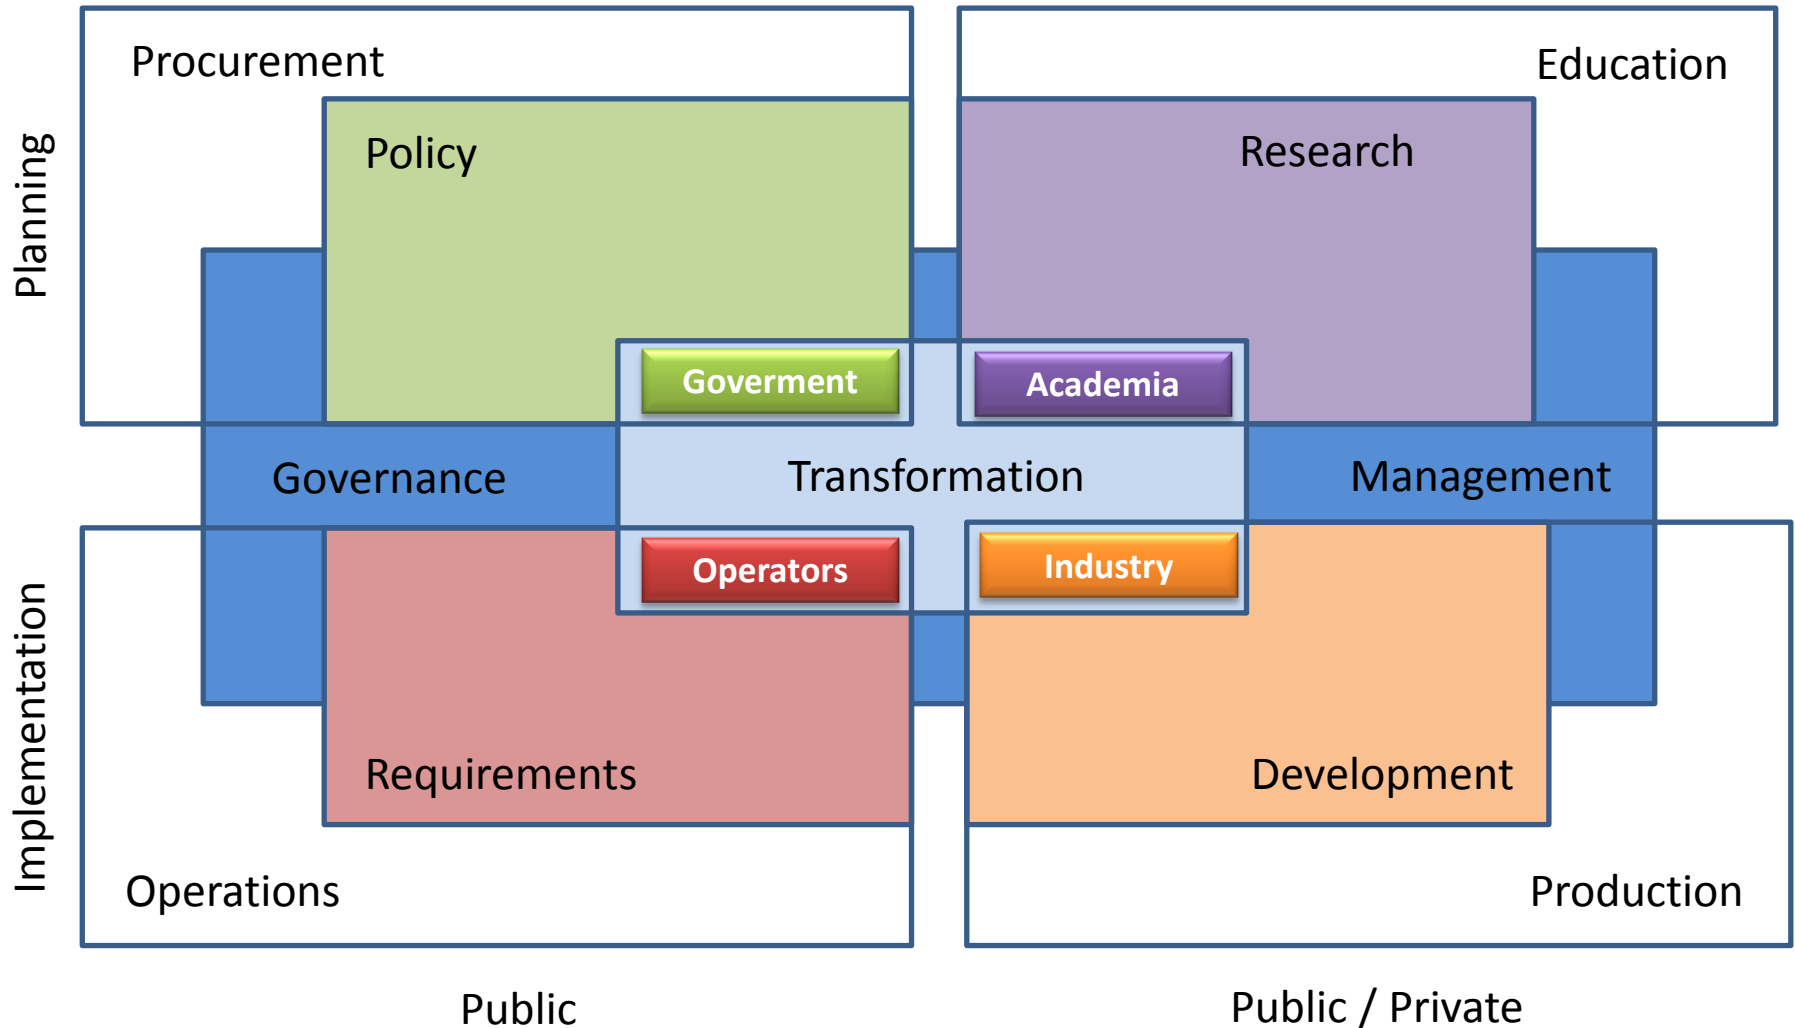 Procurement
Education
Policy
Research
Planning
Goverment
Academia
Governance
Transformation
Management
Operators
Industry
Implementation
Requirements
Development
Operations
Production
Public
Public / Private